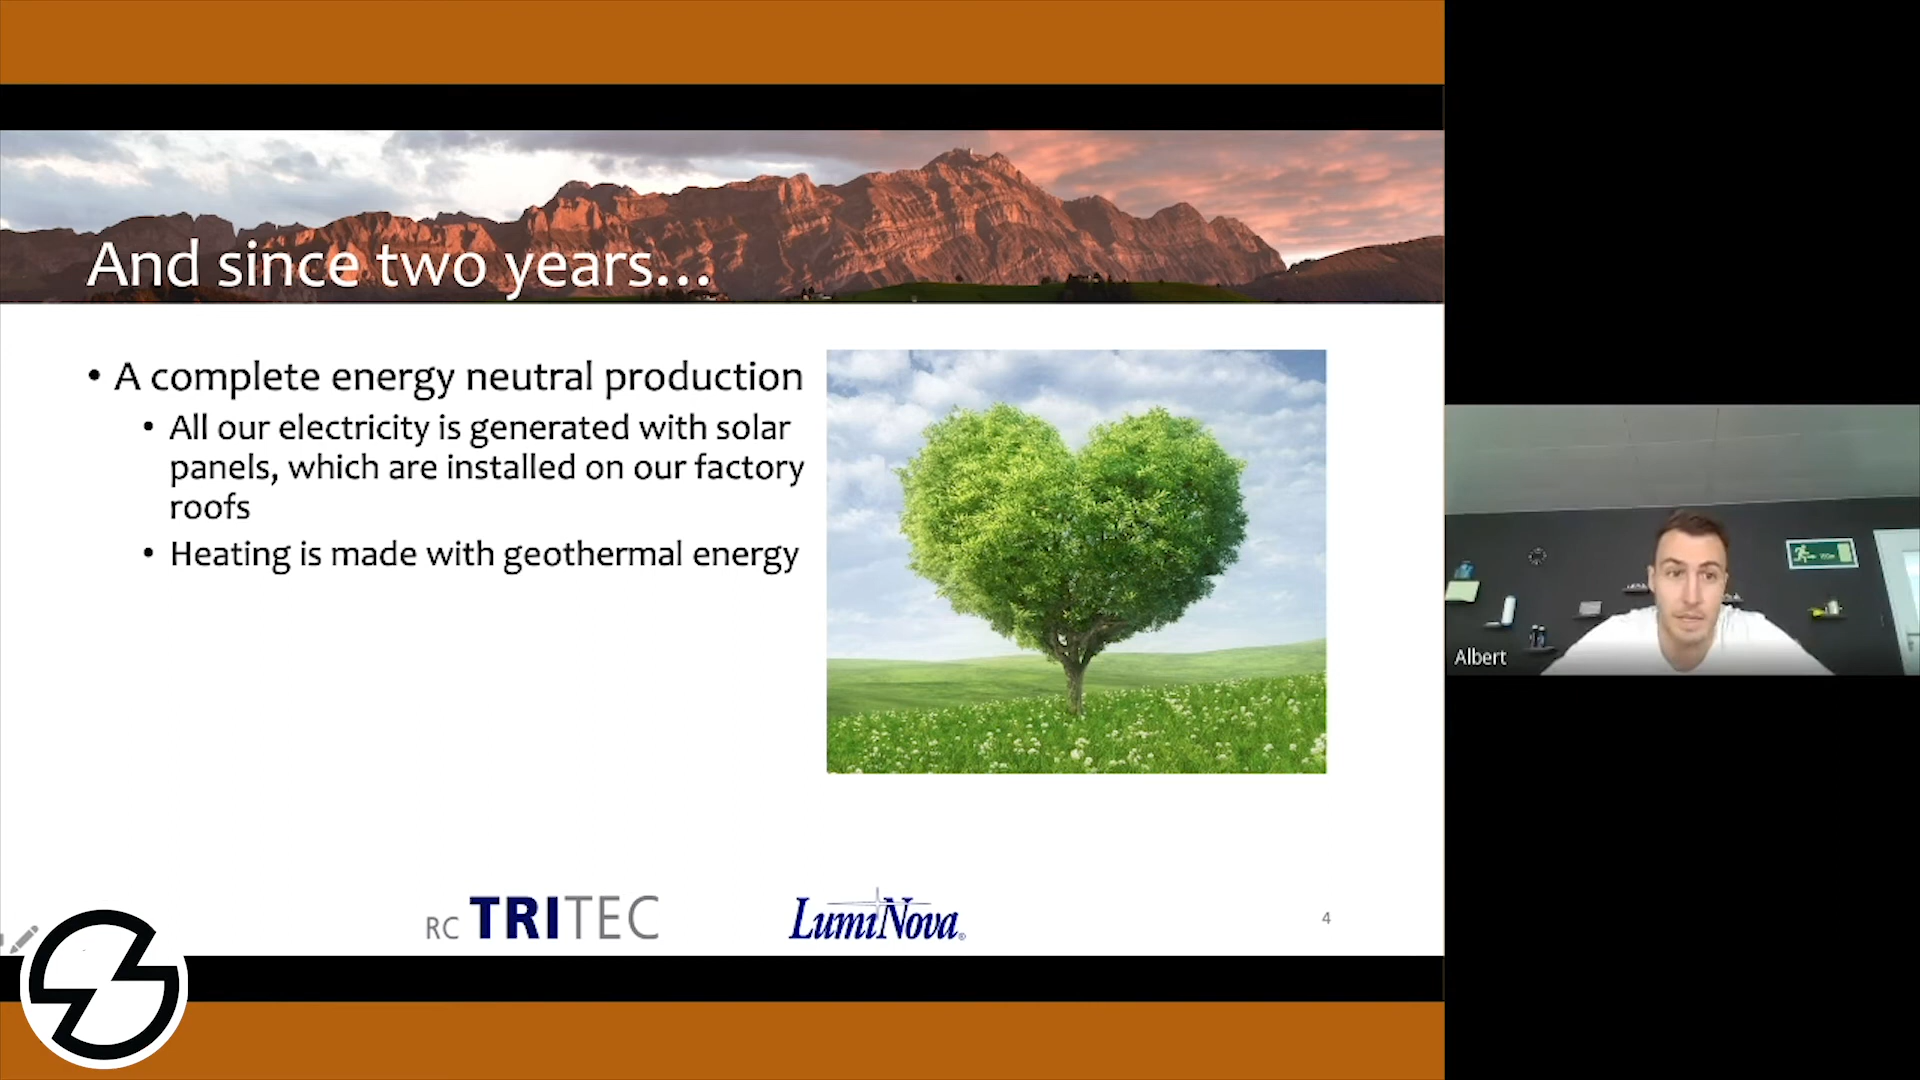 And since two years...
• A complete energy neutral production
• All our electricity is generated with solar
panels, which are installed on our factory
roofs
• Heating is made with geothermal energy
RC TRITEC
LumiNova®
4
Albert